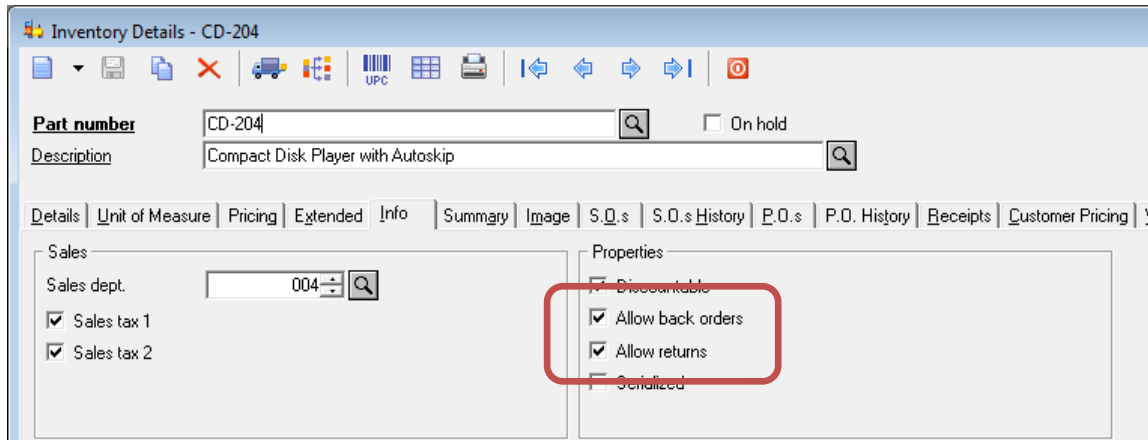 Inventory Details - CD-204
UPC
Part number CD-204 On hold
Description Compact Disk Player with Autoskip
Details Unit of Measure Pricing Extended Info Summary Image S.O.s S.O.s History P.O.s P.O. History Receipts Customer Pricing
Sales
Sales dept. 004
Sales tax 1
Sales tax 2
Properties
Discountable
Allow back orders
Allow returns
Serialized